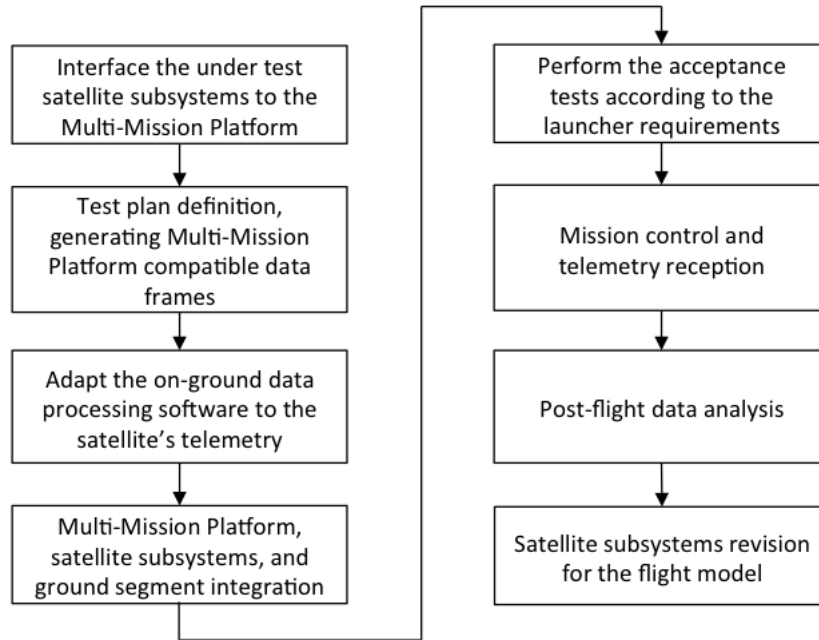 Interface the under test
satellite subsystems to the
Multi-Mission Platform
Test plan definition,
generating Multi-Mission
Platform compatible data
frames
Adapt the on-ground data
processing software to the
satellite’s telemetry
Multi-Mission Platform,
satellite subsystems, and
ground segment integration
Perform the acceptance
tests according to the
launcher requirements
Mission control and
telemetry reception
Post-flight data analysis
Satellite subsystems revision
for the flight model